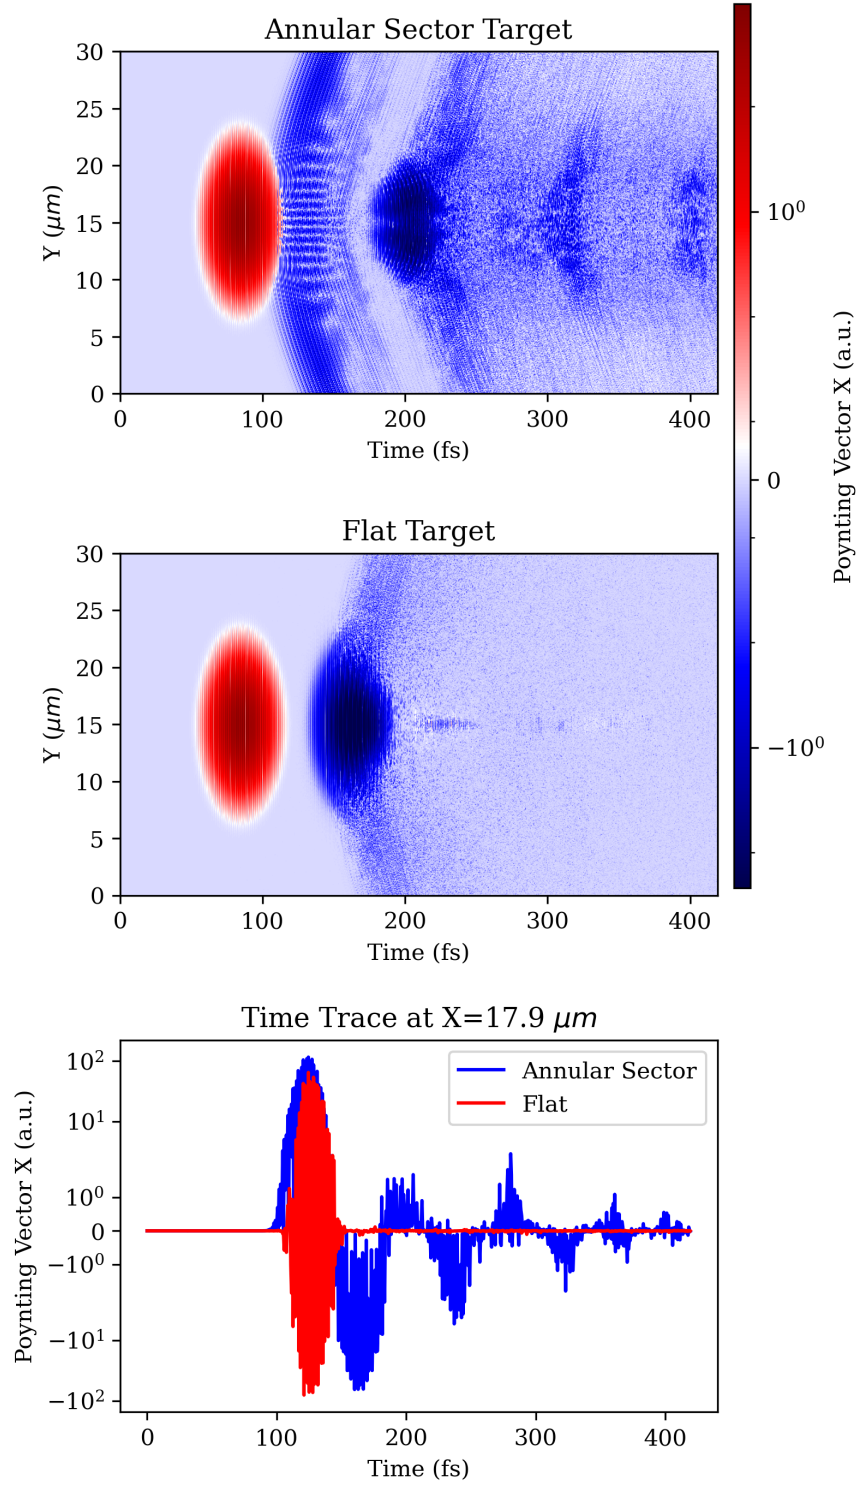 Annular Sector Target
30
25
20
15
10
5
0
Y (μm)
0 100 200 300 400
Time (fs)
10⁰
0
−10⁰
Poynting Vector X (a.u.)
Flat Target
30
25
20
15
10
5
0
Y (μm)
0 100 200 300 400
Time (fs)
Time Trace at X=17.9 μm
10²
10¹
10⁰
0
−10⁰
−10¹
−10²
Poynting Vector X (a.u.)
Annular Sector
Flat
0 100 200 300 400
Time (fs)